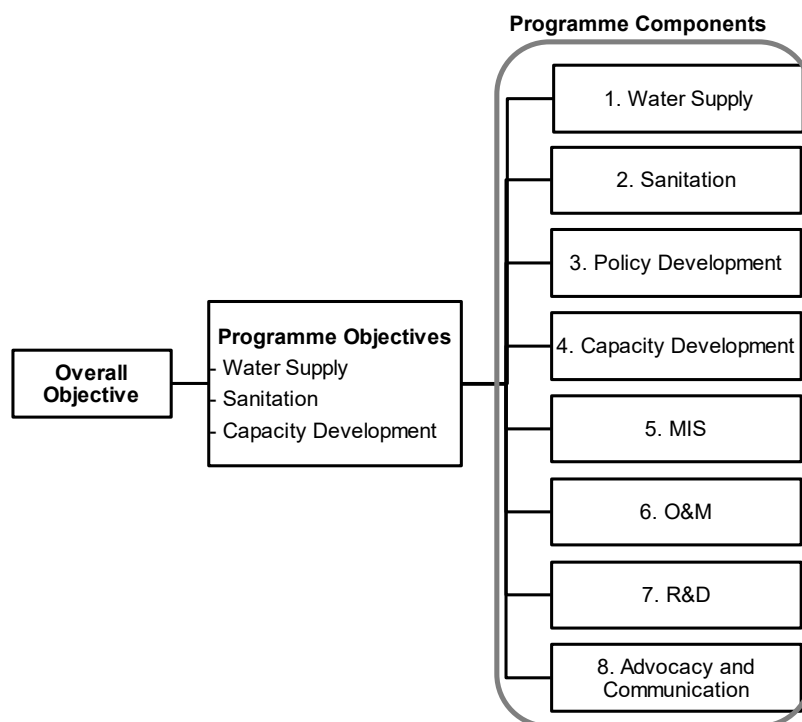 Programme Components
1. Water Supply
2. Sanitation
3. Policy Development
4. Capacity Development
5. MIS
6. O&M
7. R&D
8. Advocacy and
Communication
Programme Objectives
- Water Supply
- Sanitation
- Capacity Development
Overall
Objective